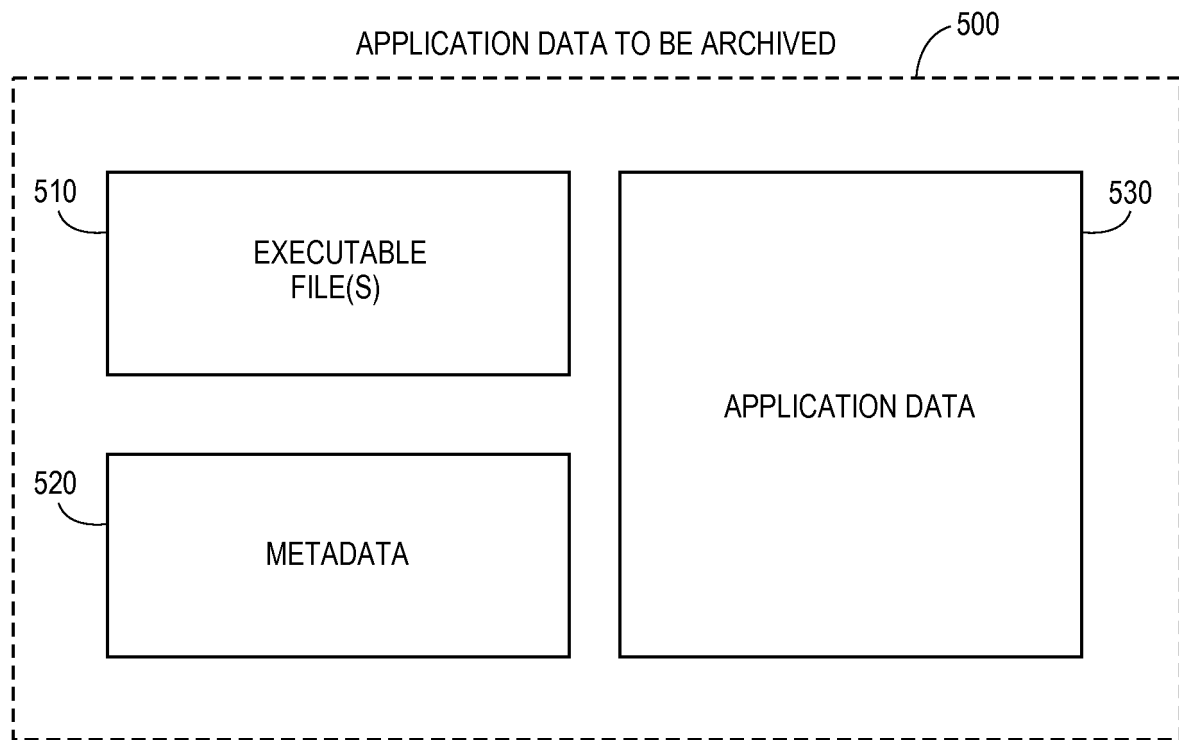 APPLICATION DATA TO BE ARCHIVED
500
510
EXECUTABLE
FILE(S)
530
APPLICATION DATA
520
METADATA